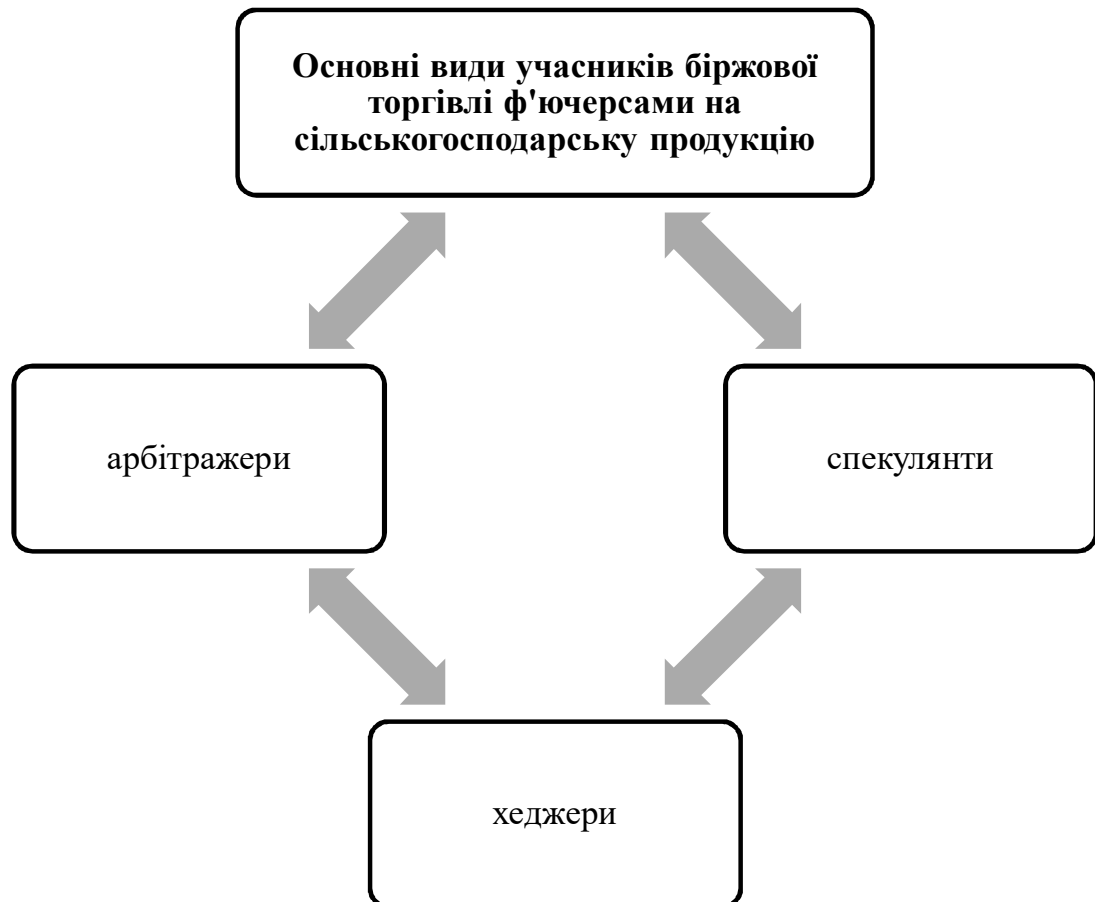 Основні види учасників біржової
торгівлі ф'ючерсами на
сільськогосподарську продукцію
арбітражери
спекулянти
хеджери